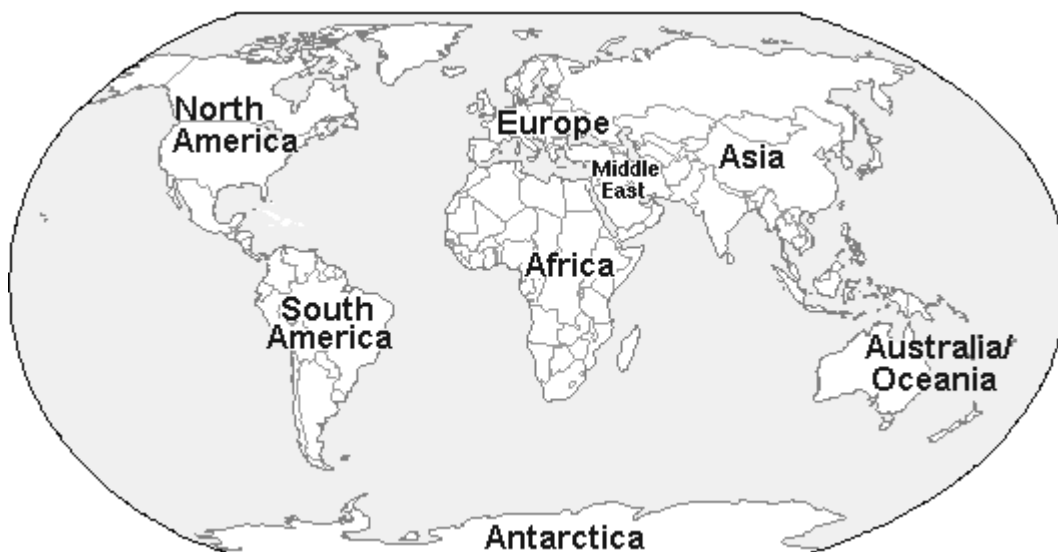 North
America
Europe
Asia
Middle
East
Africa
South
America
Australia/
Oceania
Antarctica